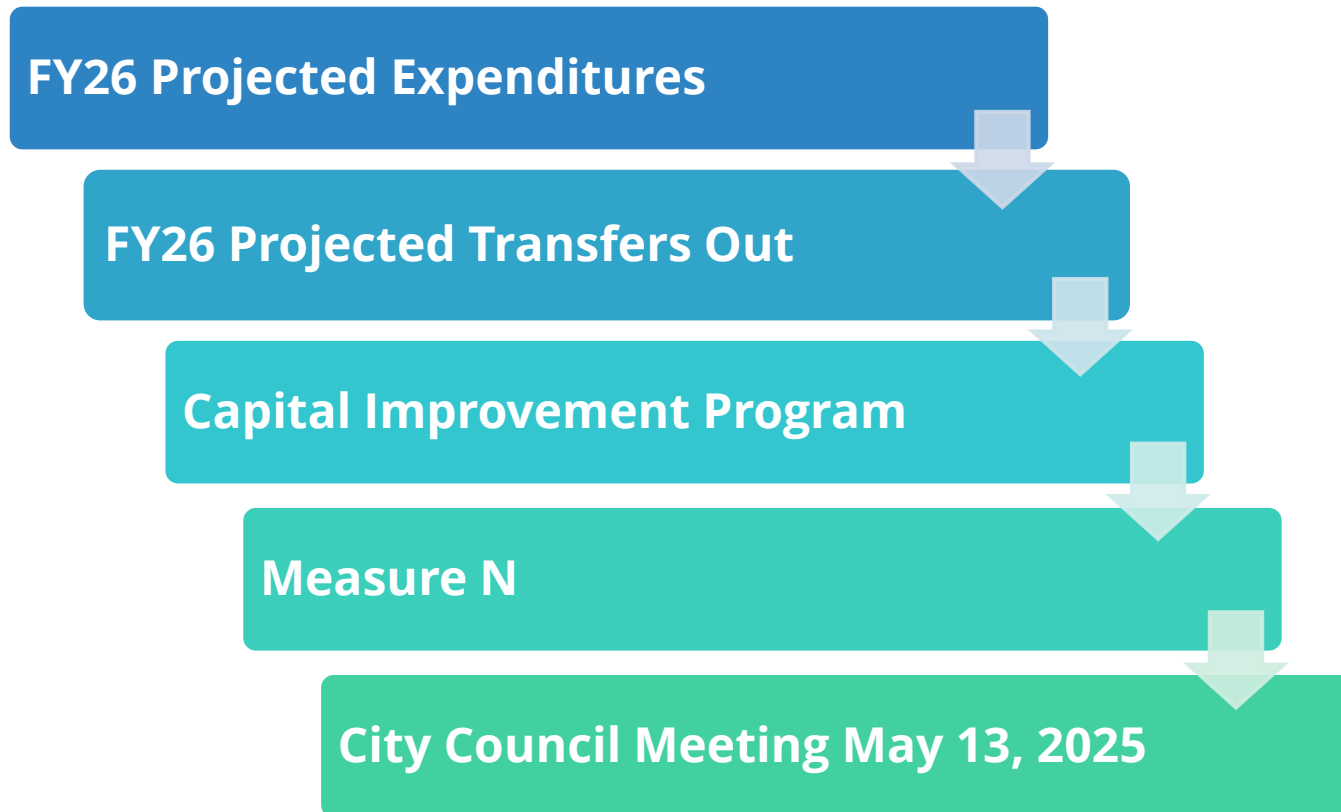 FY26 Projected Expenditures
FY26 Projected Transfers Out
Capital Improvement Program
Measure N
City Council Meeting May 13, 2025